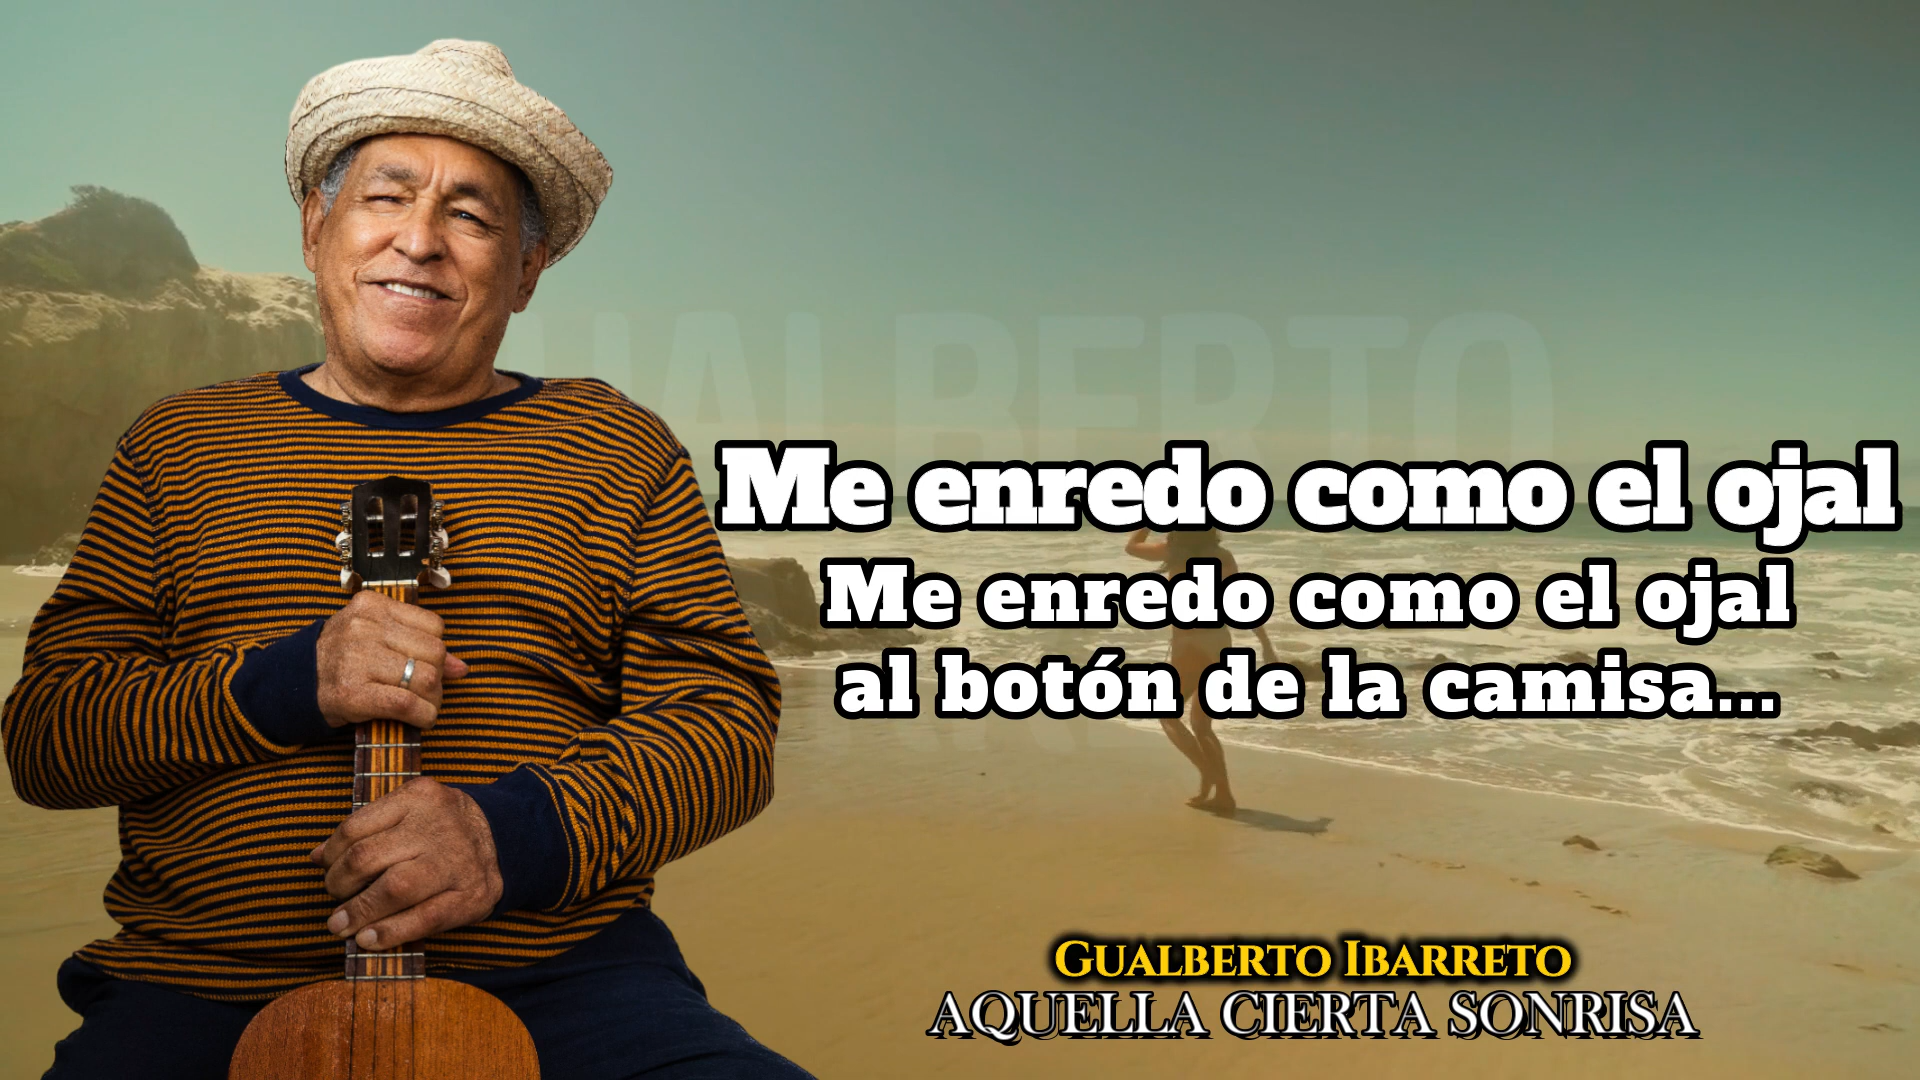 UALBERTO
Me enredo como el ojal
Me enredo como el ojal
al botón de la camisa...
Gualberto Ibarreto
AQUELLA CIERTA SONRISA